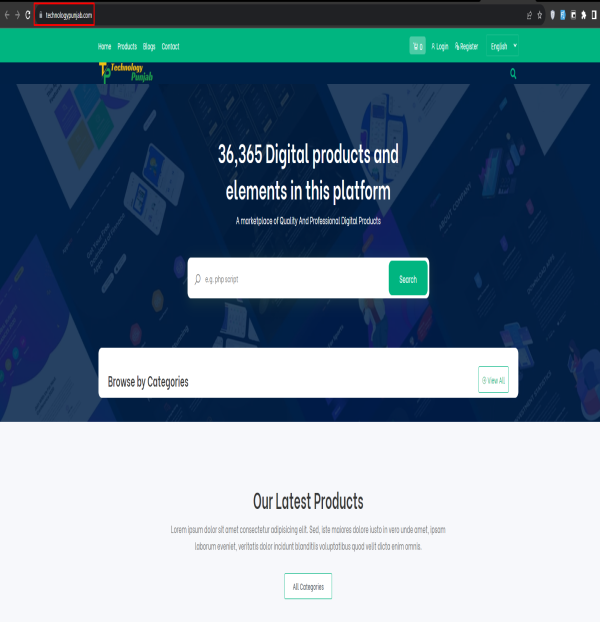 technologypunjab.com
Home Products Blogs Contact
0 Login Register English
Technology
Punjab
36,365 Digital products and
elements in this platform
A marketplace of Quality And Professional Digital Products
e.g. php script
Search
Browse by Categories
View All
Our Latest Products
Lorem ipsum dolor sit amet consectetur adipisicing elit. Sed, iste maiores dolore iusto in vero unde amet, ipsam
laborum eveniet, veritatis dolor incidunt blanditiis voluptatibus quod velit dicta enim omnis.
All Categories